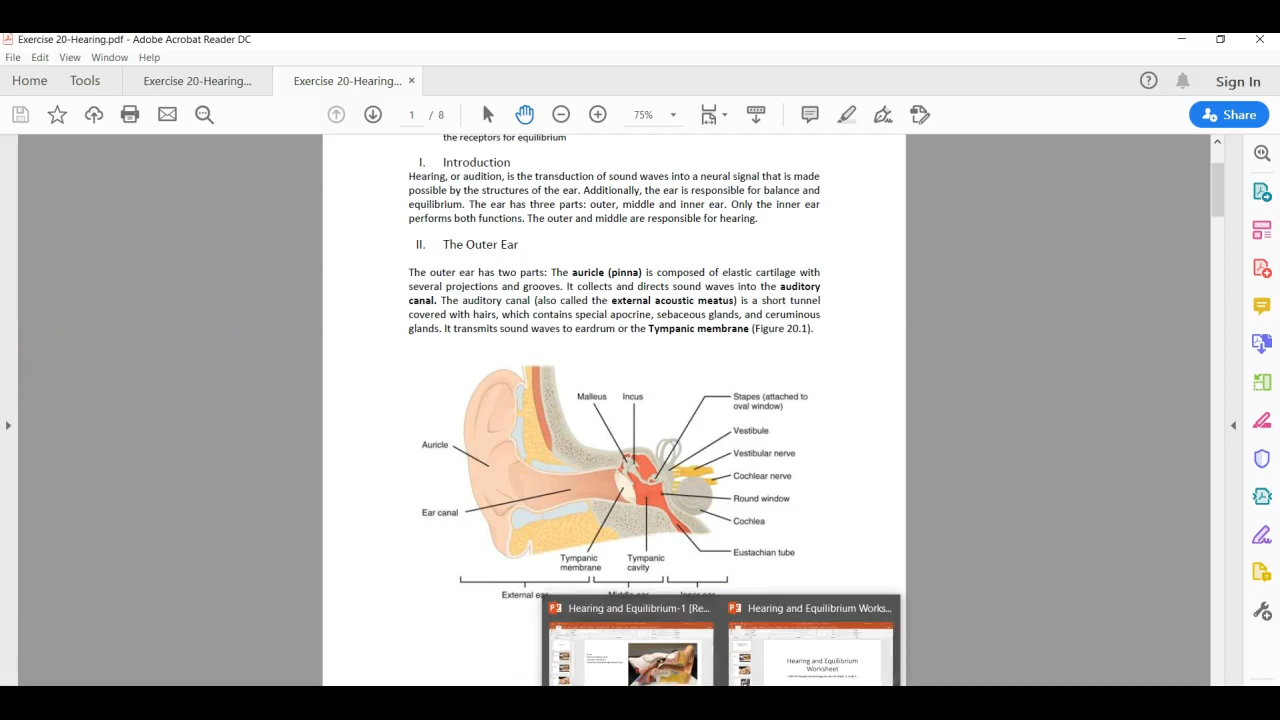 Exercise 20-Hearing.pdf - Adobe Acrobat Reader DC
File Edit View Window Help
Home Tools Exercise 20-Hearing... Exercise 20-Hearing... × Sign In
1 / 8 75% Share
the receptors for equilibrium
I. Introduction
Hearing, or audition, is the transduction of sound waves into a neural signal that is made
possible by the structures of the ear. Additionally, the ear is responsible for balance and
equilibrium. The ear has three parts: outer, middle and inner ear. Only the inner ear
performs both functions. The outer and middle are responsible for hearing.
II. The Outer Ear
The outer ear has two parts: The auricle (pinna) is composed of elastic cartilage with
several projections and grooves. It collects and directs sound waves into the auditory
canal. The auditory canal (also called the external acoustic meatus) is a short tunnel
covered with hairs, which contains special apocrine, sebaceous glands, and ceruminous
glands. It transmits sound waves to eardrum or the Tympanic membrane (Figure 20.1).
Malleus Incus Stapes (attached to
oval window)
Vestibule
Auricle
Vestibular nerve
Cochlear nerve
Round window
Ear canal
Cochlea
Eustachian tube
Tympanic
membrane
Tympanic
cavity
External ear Middle ear Inner ear
Hearing and Equilibrium-1 [Re... Hearing and Equilibrium Works...
Hearing and Equilibrium
Worksheet